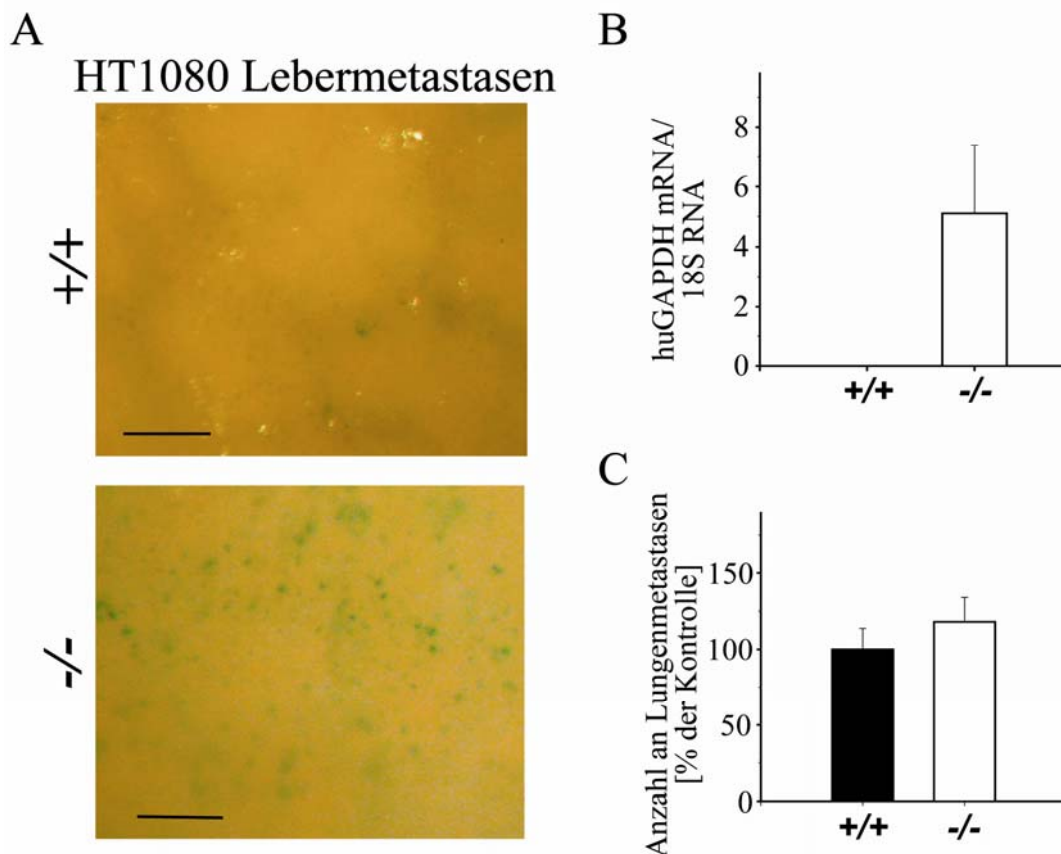 A
HT1080 Lebermetastasen
+/+
-/-
B
huGAPDH mRNA/
18S RNA
8
6
4
2
0
+/+
-/-
C
Anzahl an Lungenmetastasen
[% der Kontrolle]
150
100
50
0
+/+
-/-